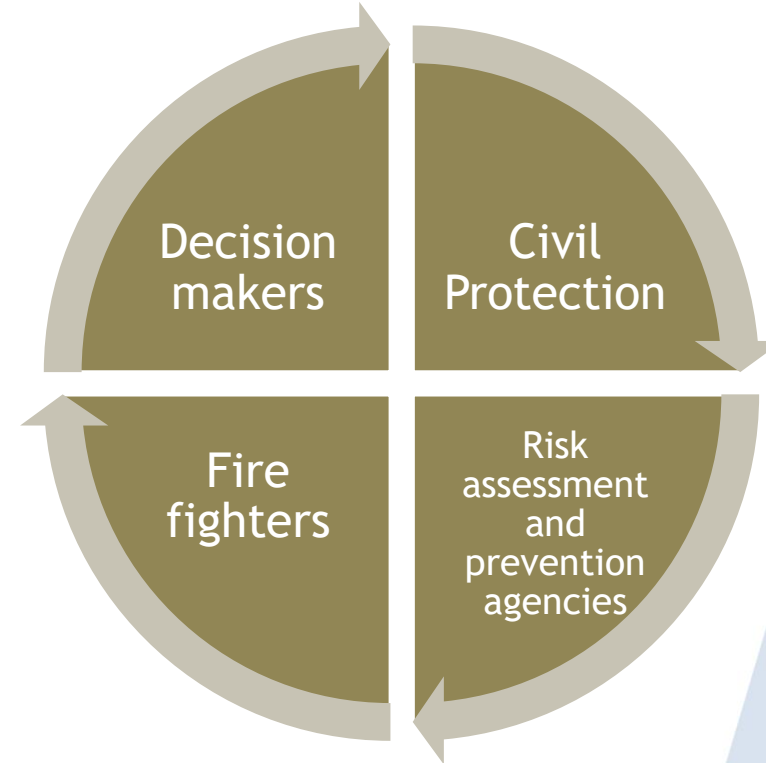 Decision
makers
Civil
Protection
Fire
fighters
Risk
assessment
and
prevention
agencies